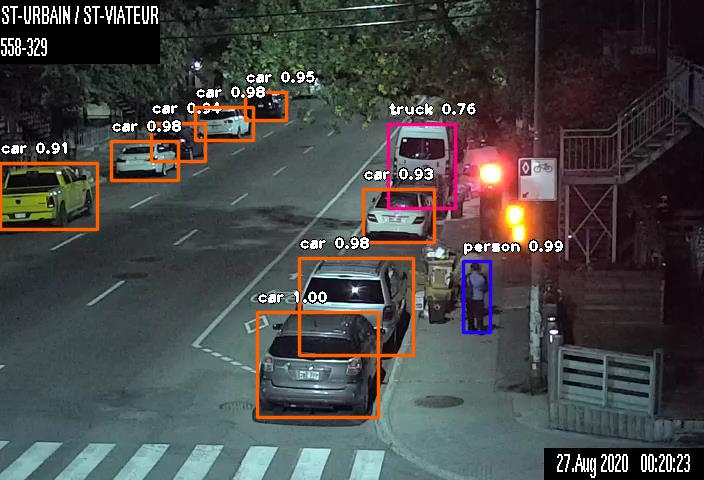 ST-URBAIN / ST-VIATEUR
558-329
car 0.95
car 0.98
car 0.94
truck 0.76
car 0.98
car 0.91
car 0.93
car 0.98
person 0.99
car 1.00
27.Aug 2020 00:20:23